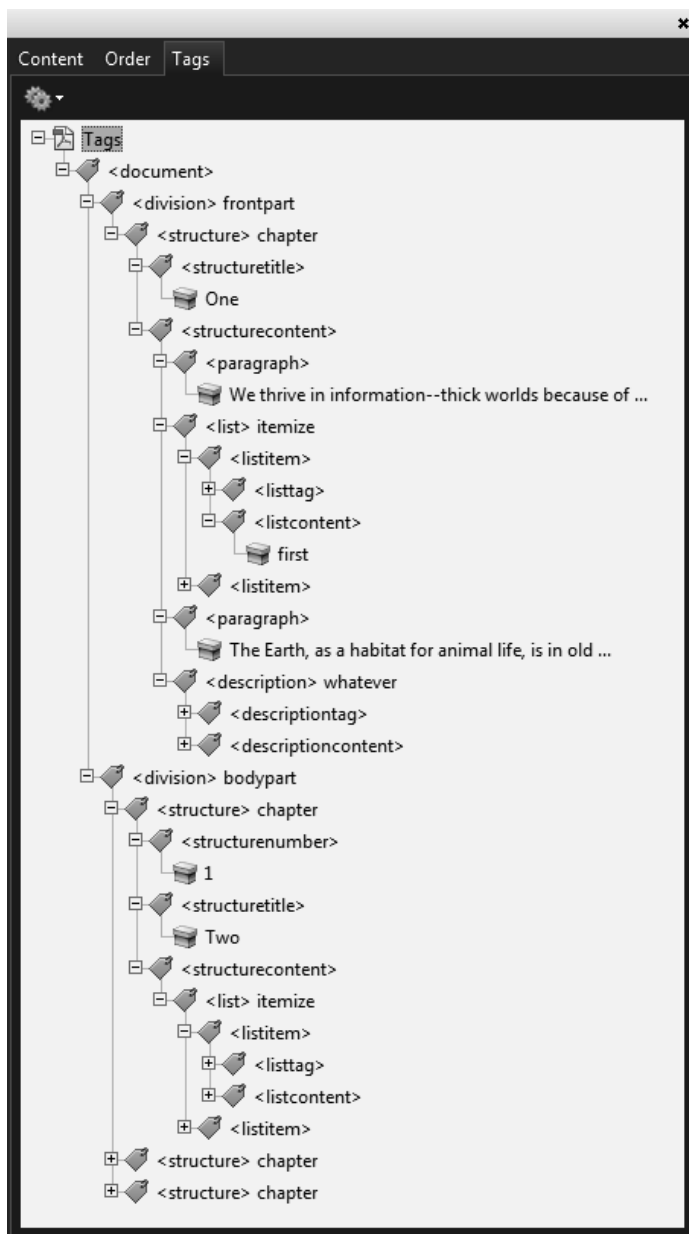 Content Order Tags
Tags
<document>
<division> frontpart
<structure> chapter
<structuretitle>
One
<structurecontent>
<paragraph>
We thrive in information--thick worlds because of ...
<list> itemize
<listitem>
<listtag>
<listcontent>
first
<listitem>
<paragraph>
The Earth, as a habitat for animal life, is in old ...
<description> whatever
<descriptiontag>
<descriptioncontent>
<division> bodypart
<structure> chapter
<structurenumber>
1
<structuretitle>
Two
<structurecontent>
<list> itemize
<listitem>
<listtag>
<listcontent>
<listitem>
<structure> chapter
<structure> chapter